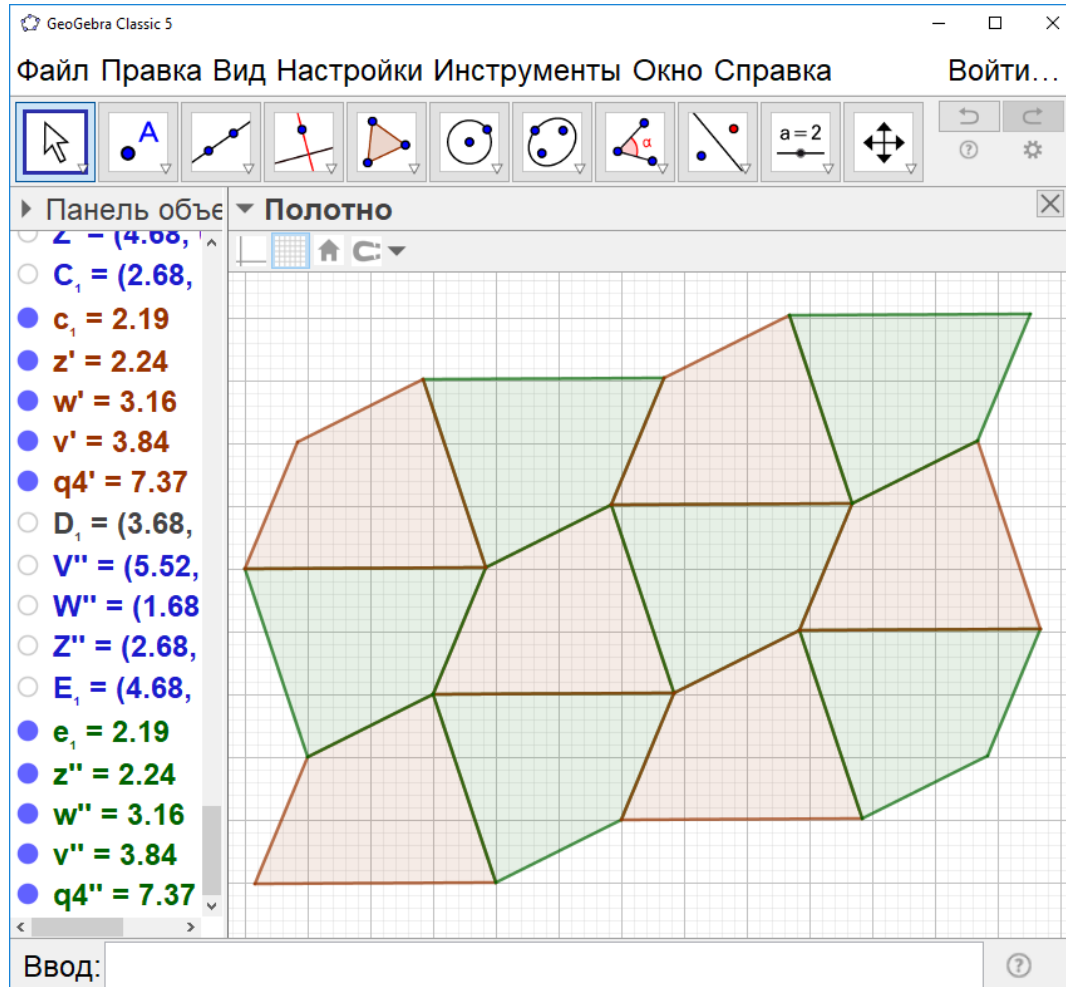 GeoGebra Classic 5
Файл Правка Вид Настройки Инструменты Окно Справка Войти...
A α a = 2
Панель объе
Полотно
Z' = (4.68,
C₁ = (2.68,
c₁ = 2.19
z' = 2.24
w' = 3.16
v' = 3.84
q4' = 7.37
D₁ = (3.68,
V'' = (5.52,
W'' = (1.68
Z'' = (2.68,
E₁ = (4.68,
e₁ = 2.19
z'' = 2.24
w'' = 3.16
v'' = 3.84
q4'' = 7.37
Ввод: